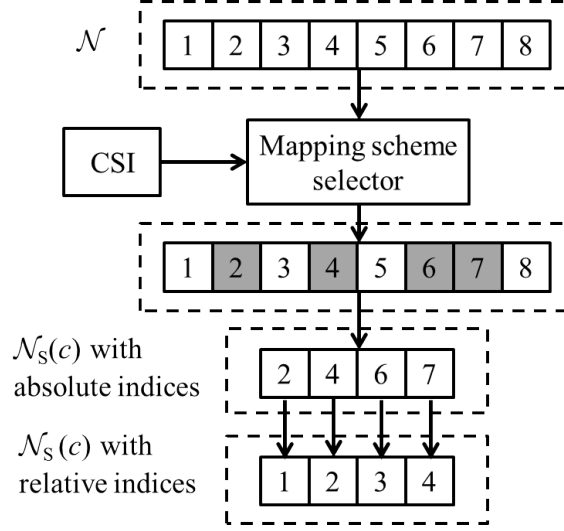 𝒩 1 2 3 4 5 6 7 8
CSI
Mapping scheme
selector
1 2 3 4 5 6 7 8
𝒩S(c) with
absolute indices
2 4 6 7
𝒩S(c) with
relative indices
1 2 3 4